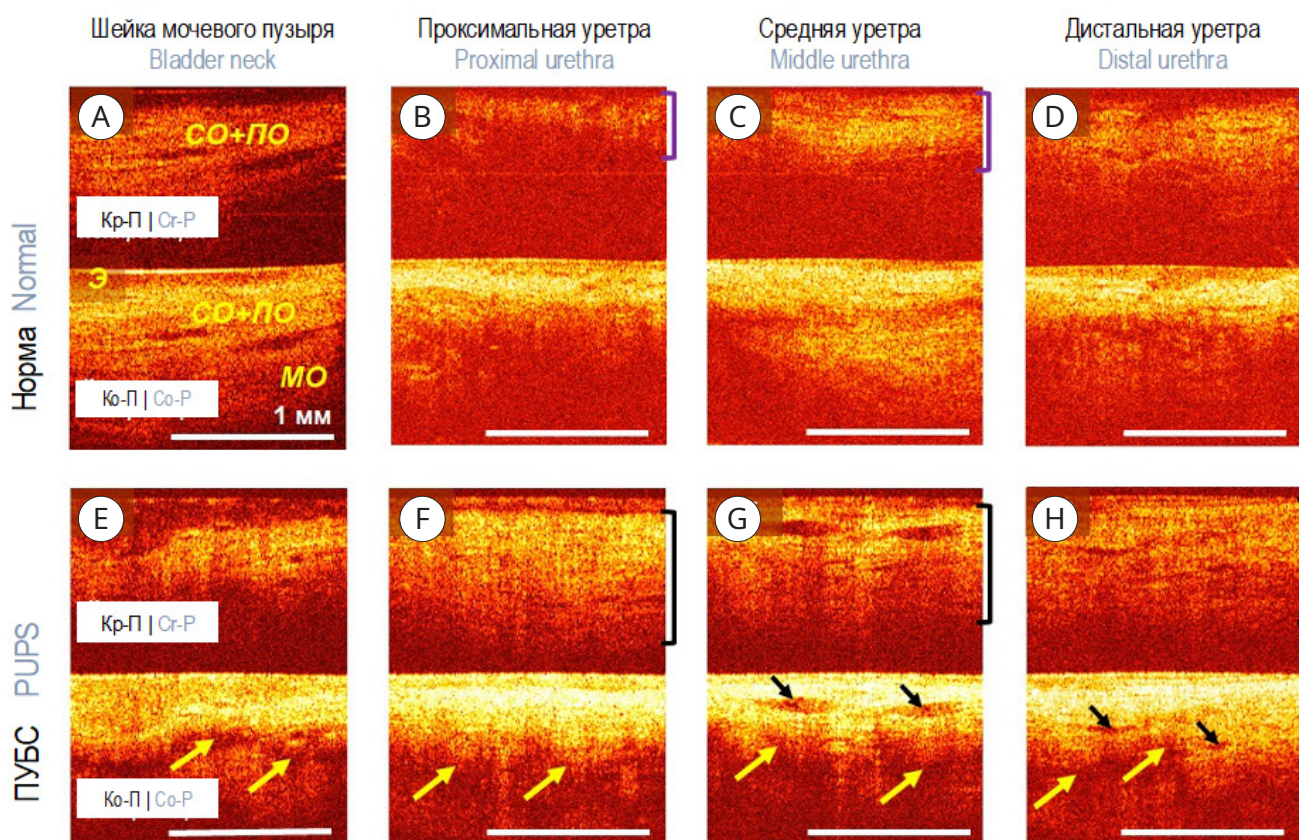 Шейка мочевого пузыря
Bladder neck
Проксимальная уретра
Proximal urethra
Средняя уретра
Middle urethra
Дистальная уретра
Distal urethra
Норма Normal
A
СО+ПО
Кр-П | Cr-P
Э
СО+ПО
МО
Ко-П | Co-P
1 мм
B
C
D
ПУБС PUPS
E
Кр-П | Cr-P
Ко-П | Co-P
F
G
H